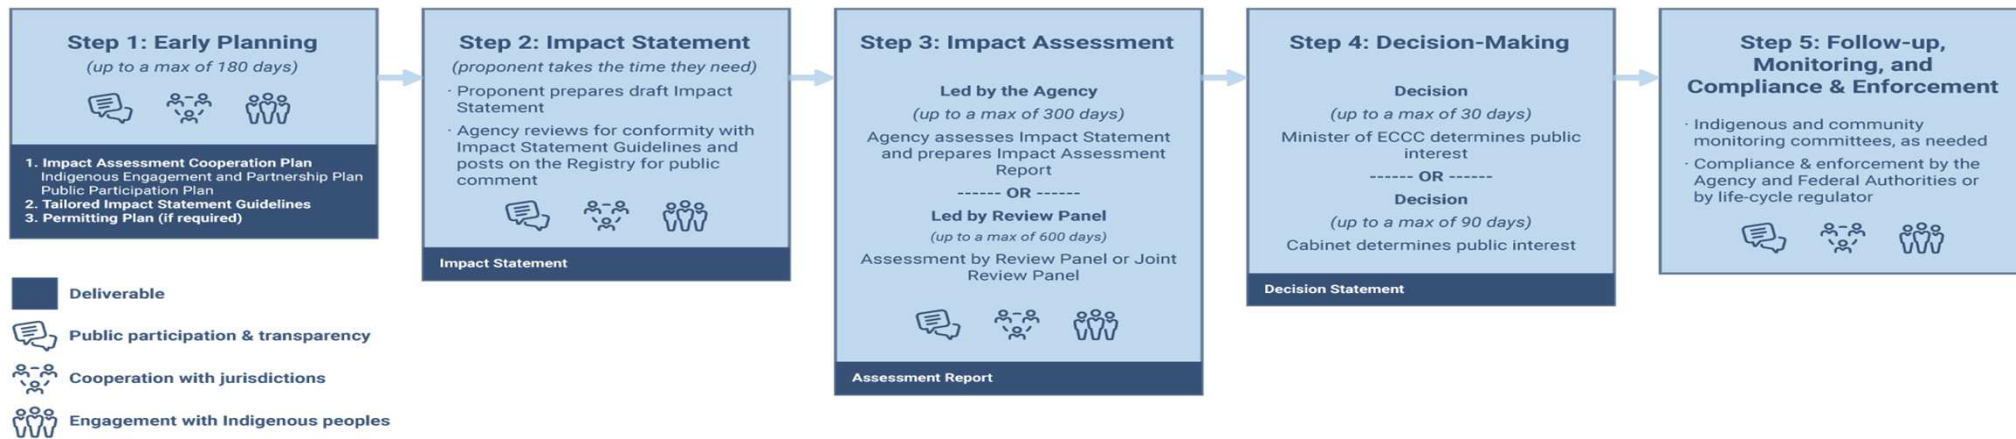 Step 1: Early Planning
(up to a max of 180 days)
1. Impact Assessment Cooperation Plan
Indigenous Engagement and Partnership Plan
Public Participation Plan
2. Tailored Impact Statement Guidelines
3. Permitting Plan (if required)
Step 2: Impact Statement
(proponent takes the time they need)
· Proponent prepares draft Impact
Statement
· Agency reviews for conformity with
Impact Statement Guidelines and
posts on the Registry for public
comment
Impact Statement
Step 3: Impact Assessment
Led by the Agency
(up to a max of 300 days)
Agency assesses Impact Statement
and prepares Impact Assessment
Report
------ OR ------
Led by Review Panel
(up to a max of 600 days)
Assessment by Review Panel or Joint
Review Panel
Assessment Report
Step 4: Decision-Making
Decision
(up to a max of 30 days)
Minister of ECCC determines public
interest
------ OR ------
Decision
(up to a max of 90 days)
Cabinet determines public interest
Decision Statement
Step 5: Follow-up,
Monitoring, and
Compliance & Enforcement
· Indigenous and community
monitoring committees, as needed
· Compliance & enforcement by the
Agency and Federal Authorities or
by life-cycle regulator
Deliverable
Public participation & transparency
Cooperation with jurisdictions
Engagement with Indigenous peoples